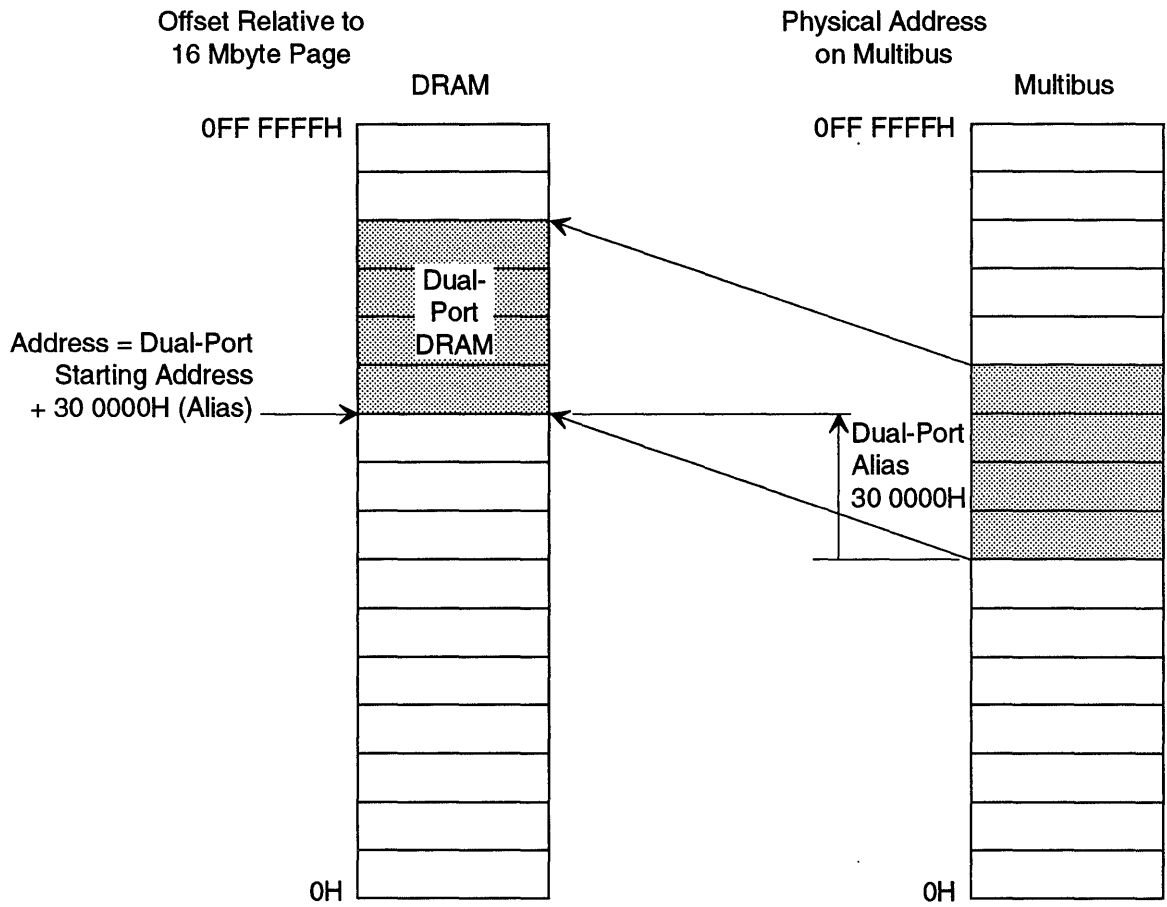 Offset Relative to
16 Mbyte Page
DRAM
0FF FFFFH
Dual-
Port
DRAM
Address = Dual-Port
Starting Address
+ 30 0000H (Alias)
0H
Physical Address
on Multibus
Multibus
0FF FFFFH
Dual-Port
Alias
30 0000H
0H